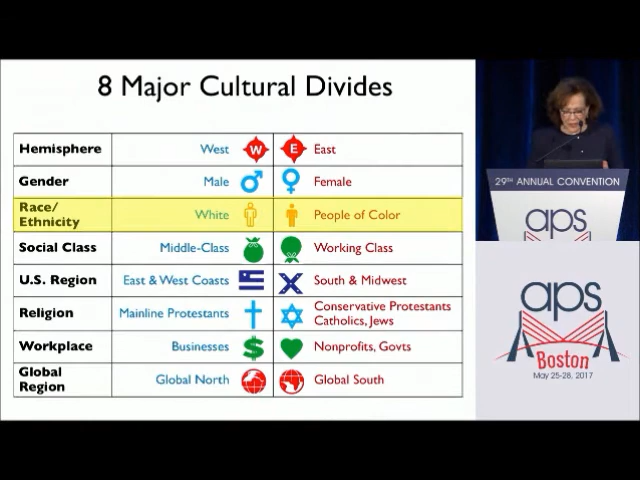 8 Major Cultural Divides
Hemisphere West W E East
Gender Male Female
Race/
Ethnicity White People of Color
Social Class Middle-Class Working Class
U.S. Region East & West Coasts South & Midwest
Religion Mainline Protestants Conservative Protestants
Catholics, Jews
Workplace Businesses $ Nonprofits, Govts
Global
Region Global North Global South
29TH ANNUAL CONVENTION
aps
aps
Boston
May 25-28, 2017